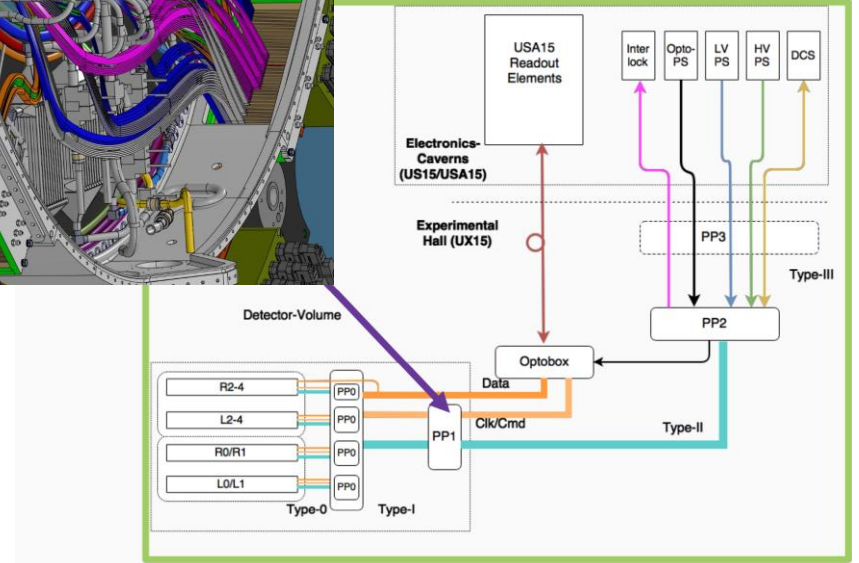 USA15
Readout
Elements
Inter
lock
Opto-
PS
LV
PS
HV
PS
DCS
Electronics-
Caverns
(US15/USA15)
Experimental
Hall (UX15)
PP3
Type-III
Detector-Volume
PP2
Optobox
R2-4
PP0
Data
L2-4
PP0
PP1
Clk/Cmd
Type-II
R0/R1
PP0
L0/L1
PP0
Type-0
Type-I